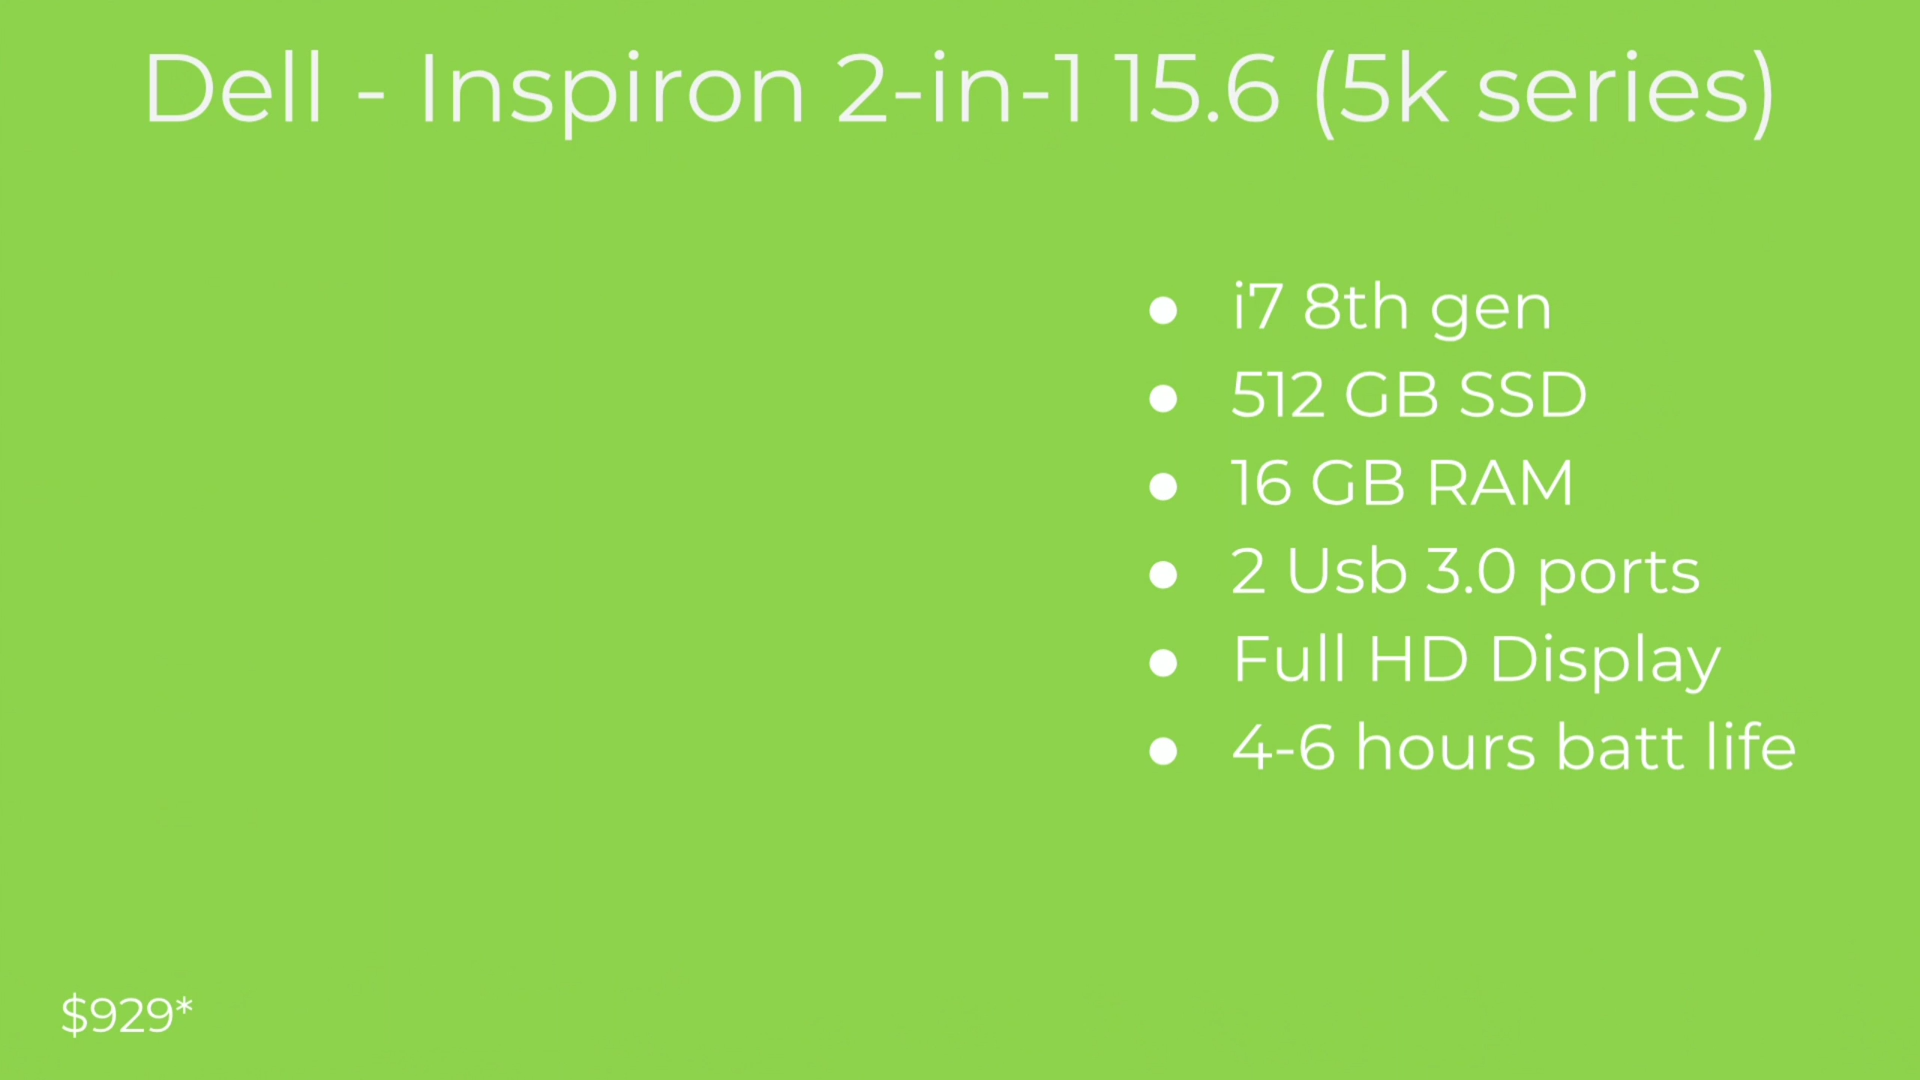 Dell - Inspiron 2-in-1 15.6 (5k series)
● i7 8th gen
● 512 GB SSD
● 16 GB RAM
● 2 Usb 3.0 ports
● Full HD Display
● 4-6 hours batt life
$929*